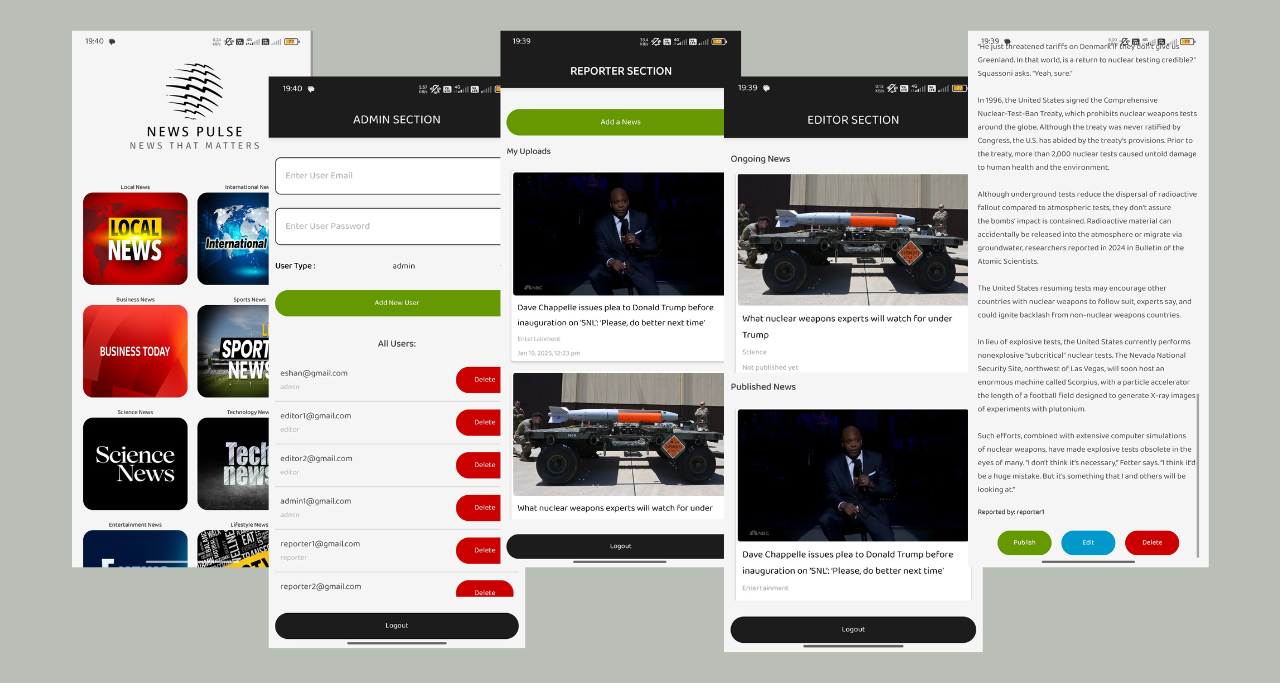 19:40
NEWS PULSE
NEWS THAT MATTERS
Local News
International New
LOCAL
NEWS
International
Business News
Sports News
BUSINESS TODAY
SPORT
NEWS
Science News
Technology New
Science
News
Tech
news
Entertainment News
Lifestyle News
19:40
ADMIN SECTION
Enter User Email
Enter User Password
User Type :
admin
Add New User
All Users:
eshan@gmail.com
admin
Delete
editor1@gmail.com
editor
Delete
editor2@gmail.com
editor
Delete
admin1@gmail.com
admin
Delete
reporter1@gmail.com
reporter
Delete
reporter2@gmail.com
Delete
Logout
19:39
REPORTER SECTION
Add a News
My Uploads
NBC
Dave Chappelle issues plea to Donald Trump before
inauguration on 'SNL': 'Please, do better next time'
Entertainment
Jan 19, 2025, 12:23 pm
What nuclear weapons experts will watch for under
Logout
19:39
EDITOR SECTION
Ongoing News
What nuclear weapons experts will watch for under
Trump
Science
Not published yet
Published News
NBC
Dave Chappelle issues plea to Donald Trump before
inauguration on 'SNL': 'Please, do better next time'
Entertainment
Logout
19:39
"He just threatened tariffs on Denmark if they don't give us
Greenland. In that world, is a return to nuclear testing credible?"
Squassoni asks. "Yeah, sure."
In 1996, the United States signed the Comprehensive
Nuclear-Test-Ban Treaty, which prohibits nuclear weapons tests
around the globe. Although the treaty was never ratified by
Congress, the U.S. has abided by the treaty's provisions. Prior to
the treaty, more than 2,000 nuclear tests caused untold damage
to human health and the environment.
Although underground tests reduce the dispersal of radioactive
fallout compared to atmospheric tests, they don't assure
the bombs' impact is contained. Radioactive material can
accidentally be released into the atmosphere or migrate via
groundwater, researchers reported in 2024 in Bulletin of the
Atomic Scientists.
The United States resuming tests may encourage other
countries with nuclear weapons to follow suit, experts say, and
could ignite backlash from non-nuclear weapons countries.
In lieu of explosive tests, the United States currently performs
nonexplosive "subcritical" nuclear tests. The Nevada National
Security Site, northwest of Las Vegas, will soon host an
enormous machine called Scorpius, with a particle accelerator
the length of a football field designed to generate X-ray images
of experiments with plutonium.
Such efforts, combined with extensive computer simulations
of nuclear weapons, have made explosive tests obsolete in the
eyes of many. "I don't think it's necessary," Fetter says. "I think it'd
be a huge mistake. But it's something that I and others will be
looking at."
Reported by: reporter1
Publish
Edit
Delete